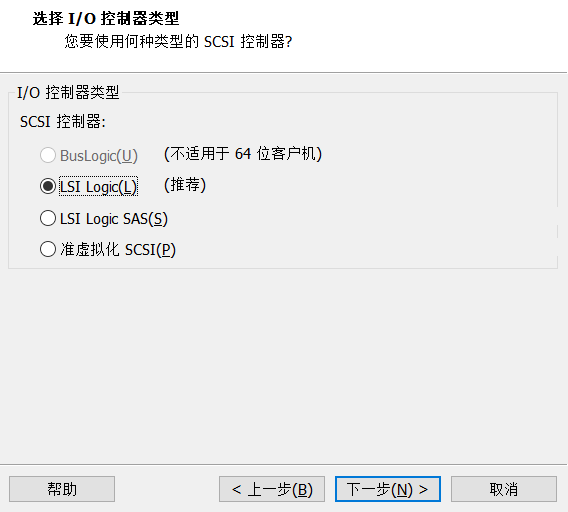 选择 I/O 控制器类型
您要使用何种类型的 SCSI 控制器?
I/O 控制器类型
SCSI 控制器:
BusLogic(U) (不适用于 64 位客户机)
LSI Logic(L) (推荐)
LSI Logic SAS(S)
准虚拟化 SCSI(P)
帮助 < 上一步(B) 下一步(N) > 取消